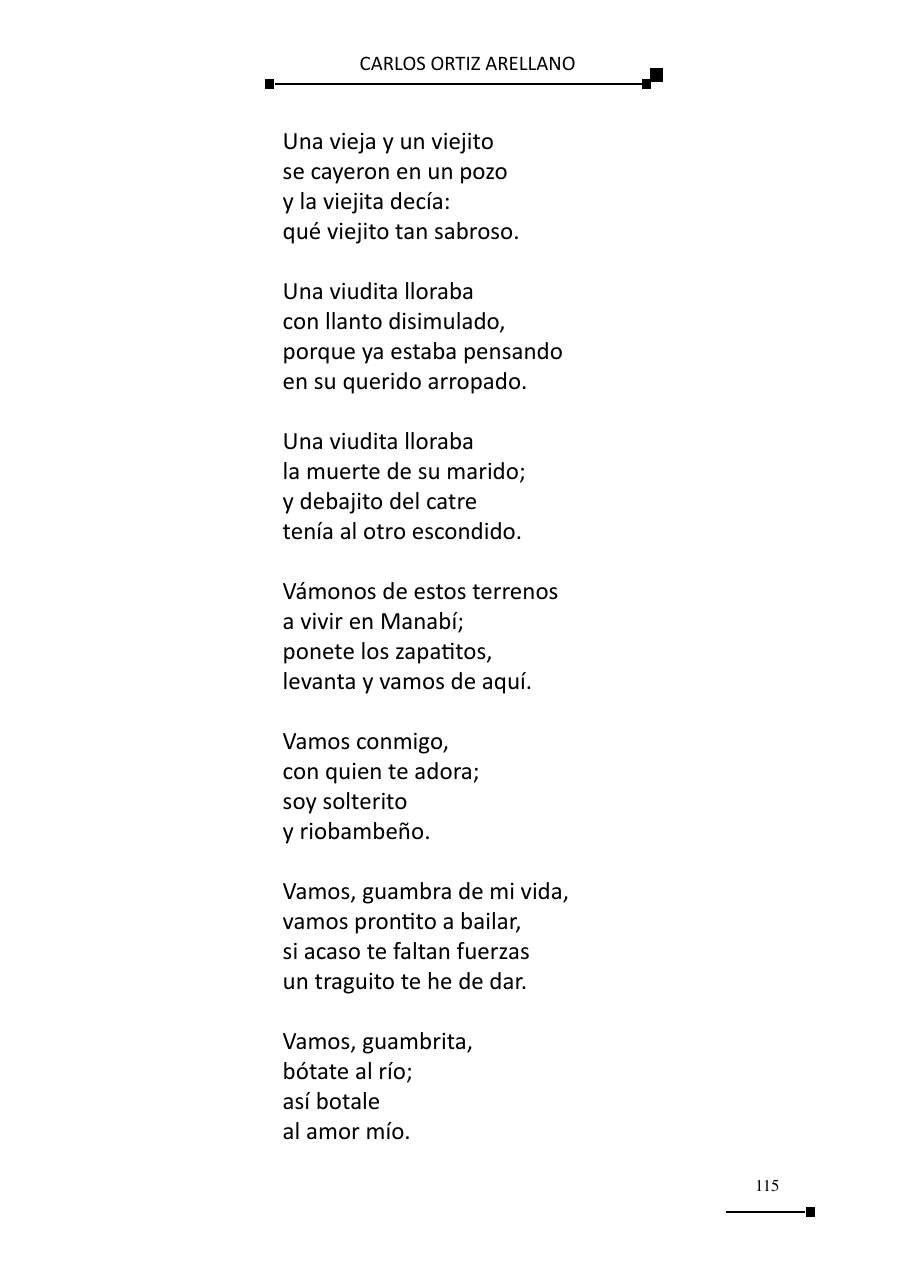 CARLOS ORTIZ ARELLANO
Una vieja y un viejito
se cayeron en un pozo
y la viejita decía:
qué viejito tan sabroso.
Una viudita lloraba
con llanto disimulado,
porque ya estaba pensando
en su querido arropado.
Una viudita lloraba
la muerte de su marido;
y debajito del catre
tenía al otro escondido.
Vámonos de estos terrenos
a vivir en Manabí;
ponete los zapatitos,
levanta y vamos de aquí.
Vamos conmigo,
con quien te adora;
soy solterito
y riobambeño.
Vamos, guambra de mi vida,
vamos prontito a bailar,
si acaso te faltan fuerzas
un traguito te he de dar.
Vamos, guambrita,
bótate al río;
así botale
al amor mío.
115